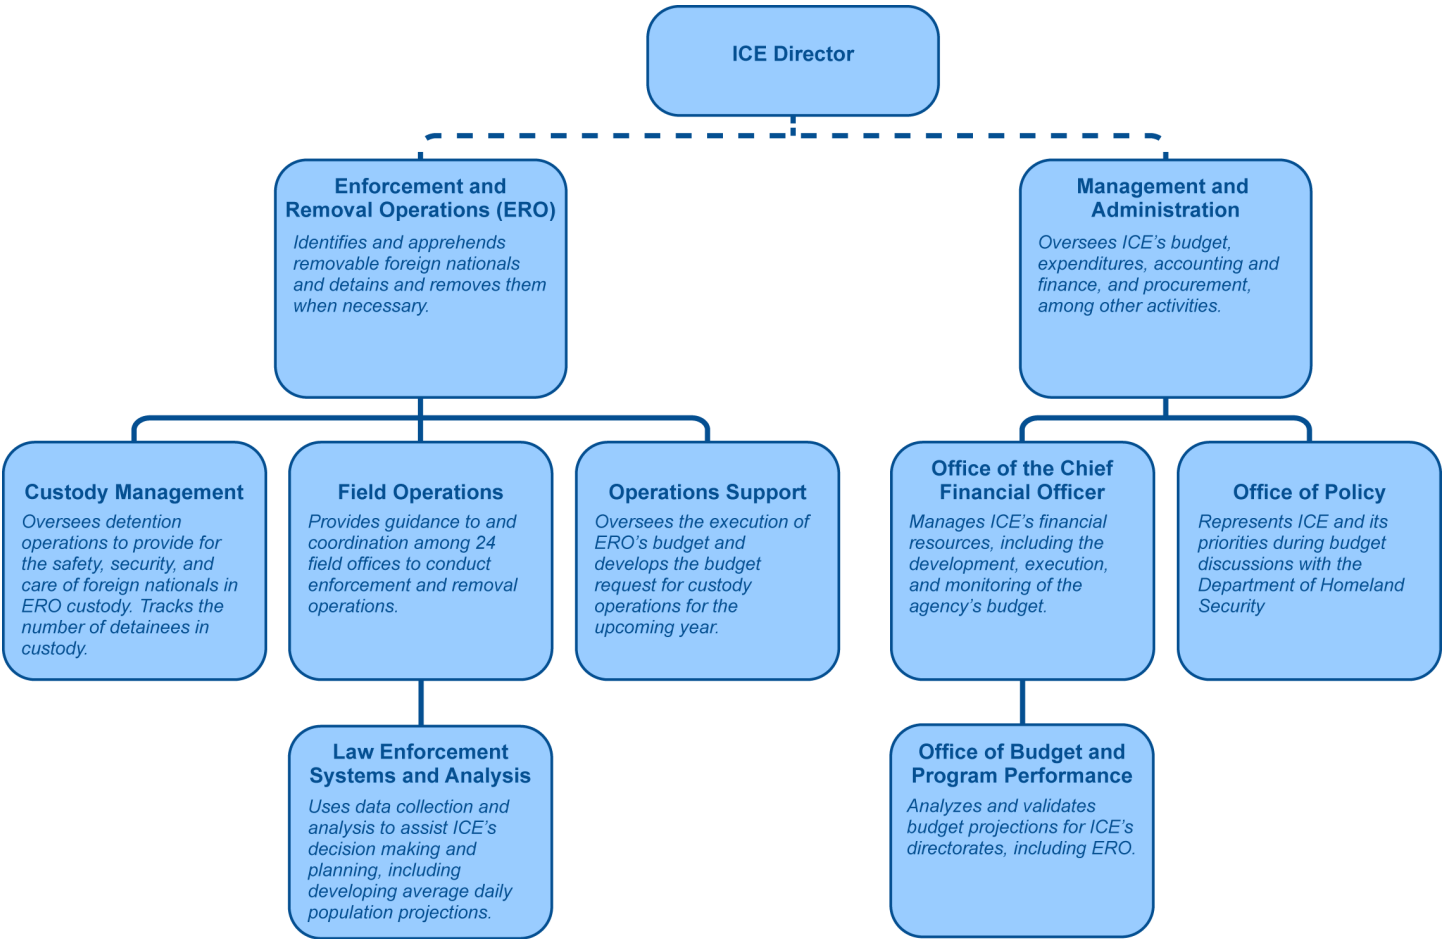 ICE Director
Enforcement and
Removal Operations (ERO)
Identifies and apprehends
removable foreign nationals
and detains and removes them
when necessary.
Management and
Administration
Oversees ICE’s budget,
expenditures, accounting and
finance, and procurement,
among other activities.
Custody Management
Oversees detention
operations to provide for
the safety, security, and
care of foreign nationals in
ERO custody. Tracks the
number of detainees in
custody.
Field Operations
Provides guidance to and
coordination among 24
field offices to conduct
enforcement and removal
operations.
Operations Support
Oversees the execution of
ERO’s budget and
develops the budget
request for custody
operations for the
upcoming year.
Office of the Chief
Financial Officer
Manages ICE’s financial
resources, including the
development, execution,
and monitoring of the
agency’s budget.
Office of Policy
Represents ICE and its
priorities during budget
discussions with the
Department of Homeland
Security
Law Enforcement
Systems and Analysis
Uses data collection and
analysis to assist ICE’s
decision making and
planning, including
developing average daily
population projections.
Office of Budget and
Program Performance
Analyzes and validates
budget projections for ICE’s
directorates, including ERO.